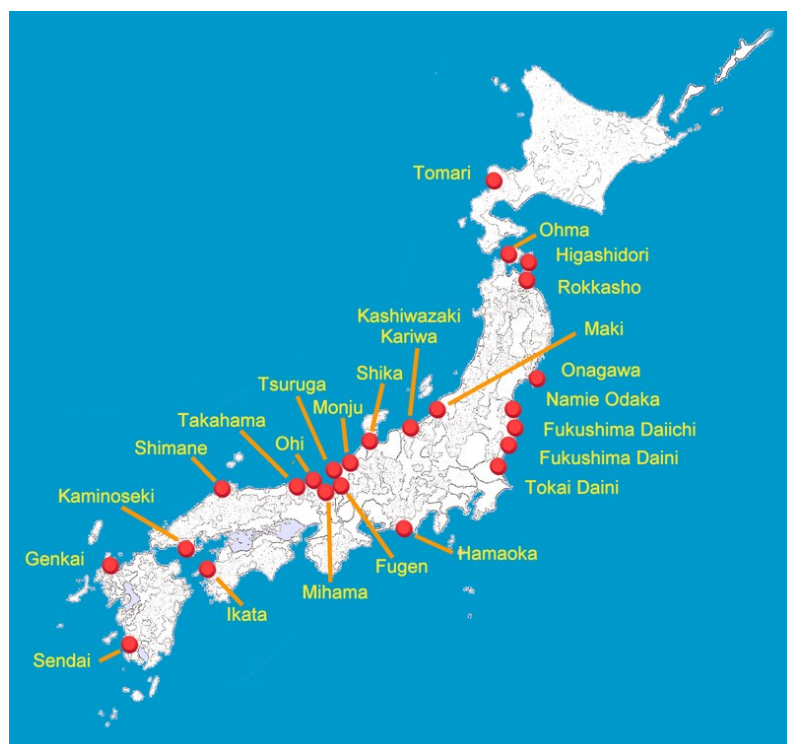 Tomari
Ohma
Higashidori
Rokkasho
Kashiwazaki
Kariwa
Maki
Shika
Onagawa
Tsuruga
Namie Odaka
Monju
Takahama
Fukushima Daiichi
Ohi
Shimane
Fukushima Daini
Tokai Daini
Kaminoseki
Hamaoka
Genkai
Fugen
Mihama
Ikata
Sendai